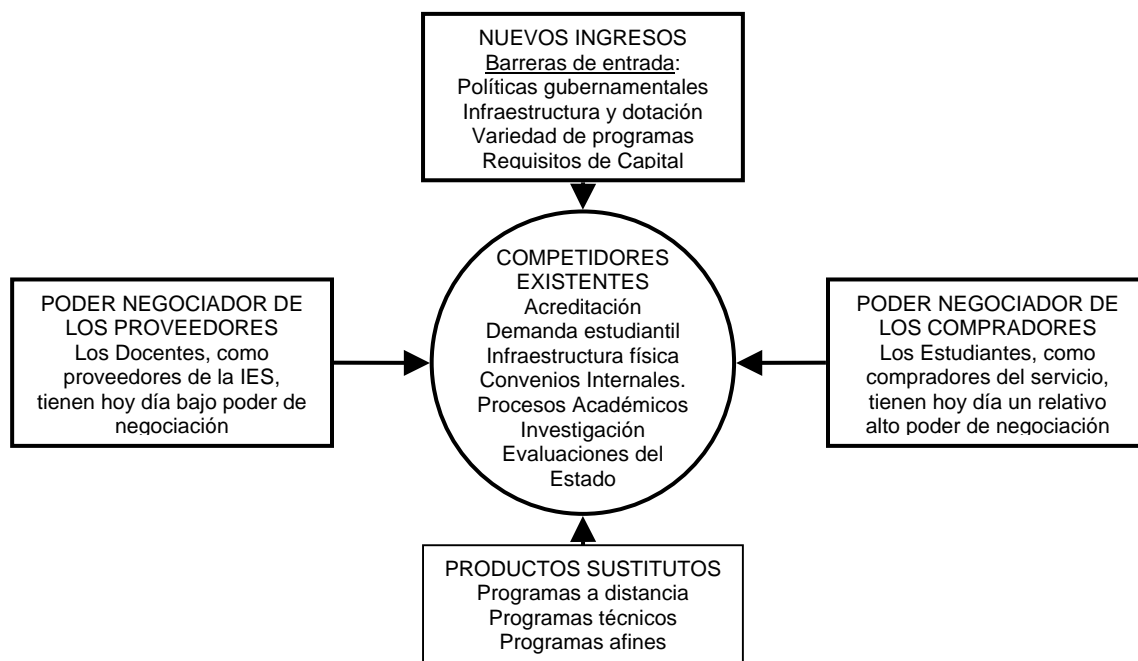 NUEVOS INGRESOS
Barreras de entrada:
Políticas gubernamentales
Infraestructura y dotación
Variedad de programas
Requisitos de Capital
PODER NEGOCIADOR DE
LOS PROVEEDORES
Los Docentes, como
proveedores de la IES,
tienen hoy día bajo poder de
negociación
COMPETIDORES
EXISTENTES
Acreditación
Demanda estudiantil
Infraestructura física
Convenios Internales.
Procesos Académicos
Investigación
Evaluaciones del
Estado
PODER NEGOCIADOR DE
LOS COMPRADORES
Los Estudiantes, como
compradores del servicio,
tienen hoy día un relativo
alto poder de negociación
PRODUCTOS SUSTITUTOS
Programas a distancia
Programas técnicos
Programas afines